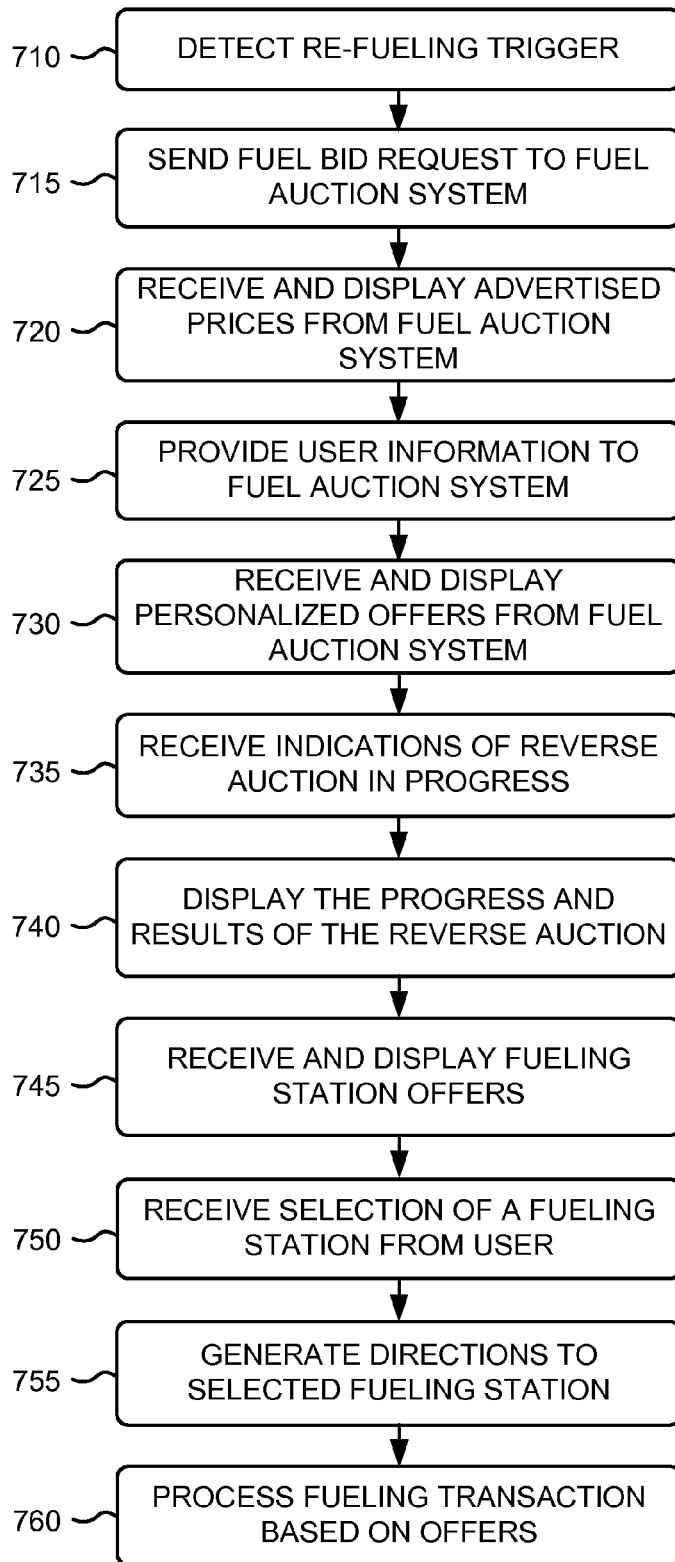 710
DETECT RE-FUELING TRIGGER
715
SEND FUEL BID REQUEST TO FUEL
AUCTION SYSTEM
720
RECEIVE AND DISPLAY ADVERTISED
PRICES FROM FUEL AUCTION
SYSTEM
725
PROVIDE USER INFORMATION TO
FUEL AUCTION SYSTEM
730
RECEIVE AND DISPLAY
PERSONALIZED OFFERS FROM FUEL
AUCTION SYSTEM
735
RECEIVE INDICATIONS OF REVERSE
AUCTION IN PROGRESS
740
DISPLAY THE PROGRESS AND
RESULTS OF THE REVERSE AUCTION
745
RECEIVE AND DISPLAY FUELING
STATION OFFERS
750
RECEIVE SELECTION OF A FUELING
STATION FROM USER
755
GENERATE DIRECTIONS TO
SELECTED FUELING STATION
760
PROCESS FUELING TRANSACTION
BASED ON OFFERS